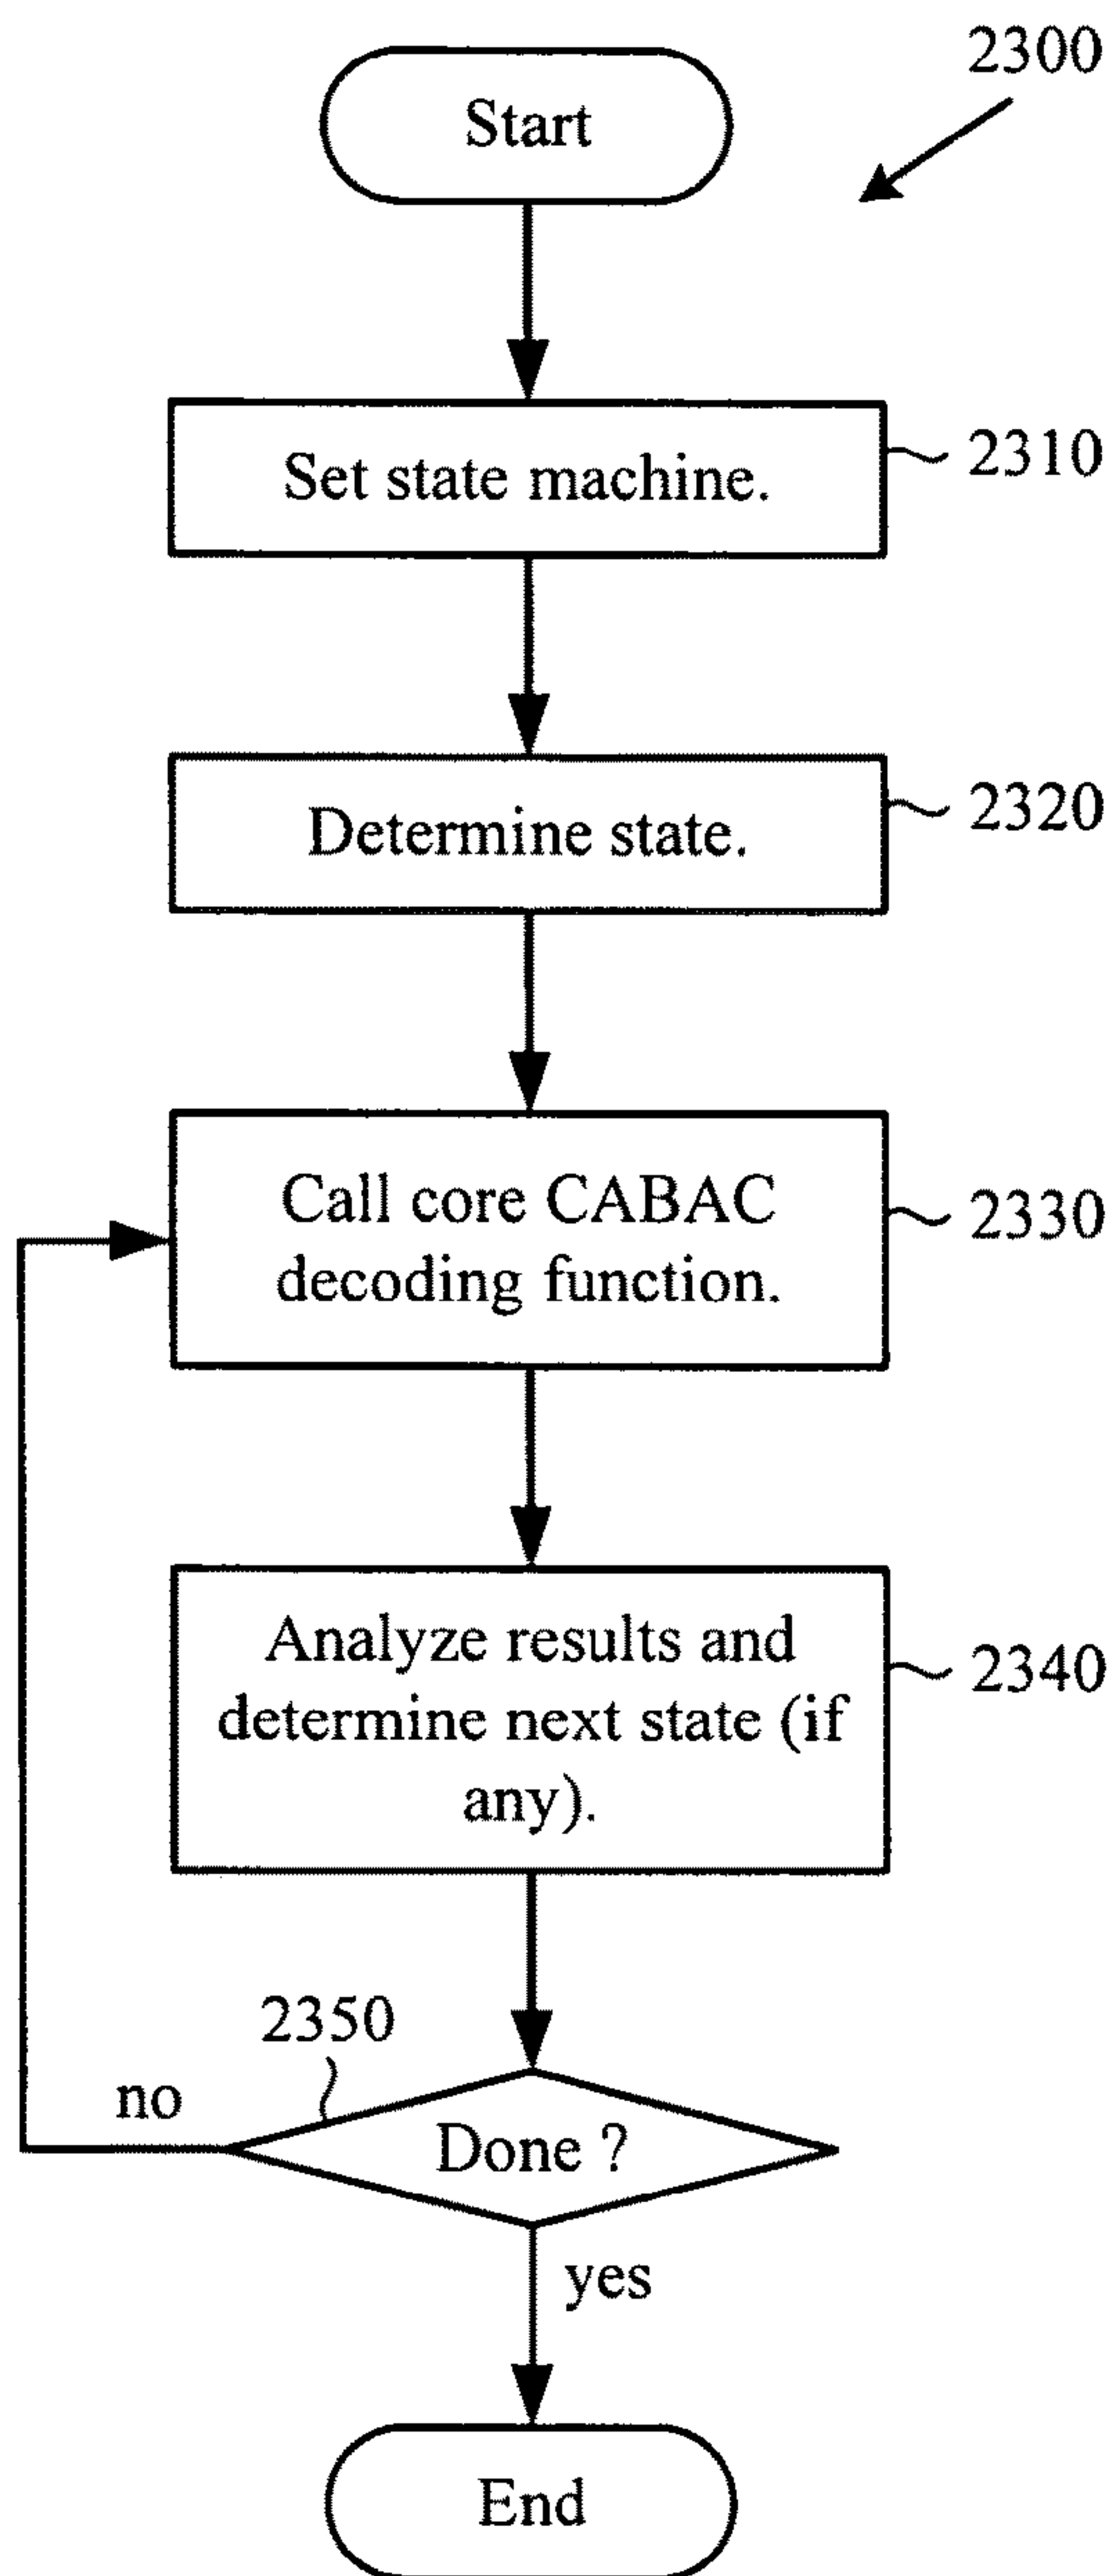 2300
Start
Set state machine.
2310
Determine state.
2320
Call core CABAC
decoding function.
2330
Analyze results and
determine next state (if
any).
2340
2350
no
Done ?
yes
End